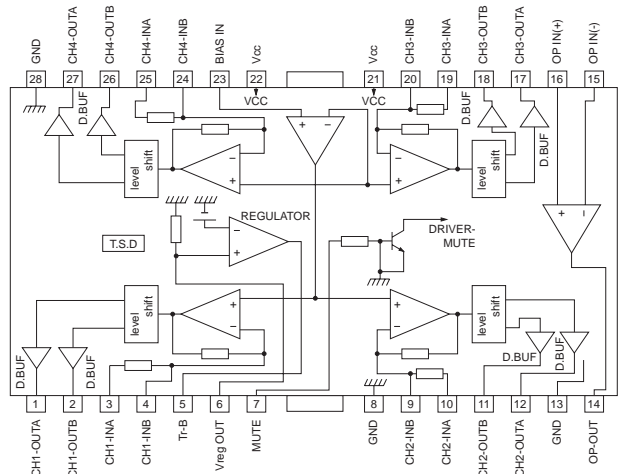 GND
CH4-OUTA
CH4-OUTB
CH4-INA
CH4-INB
BIAS IN
Vcc
Vcc
CH3-INB
CH3-INA
CH3-OUTB
CH3-OUTA
OP IN(+)
OP IN(-)
28 27 26 25 24 23 22 21 20 19 18 17 16 15
VCC
VCC
D.BUF
D.BUF
level
shift
- +
+ -
- +
level
shift
+ -
T.S.D
REGULATOR
- +
DRIVER-
MUTE
level
shift
+ -
+ -
level
shift
D.BUF
D.BUF
D.BUF
D.BUF
1 2 3 4 5 6 7 8 9 10 11 12 13 14
GND
CH1-OUTA
CH1-OUTB
CH1-INA
CH1-INB
Tr-B
Vreg OUT
MUTE
GND
CH2-INB
CH2-INA
CH2-OUTB
CH2-OUTA
GND
OP-OUT